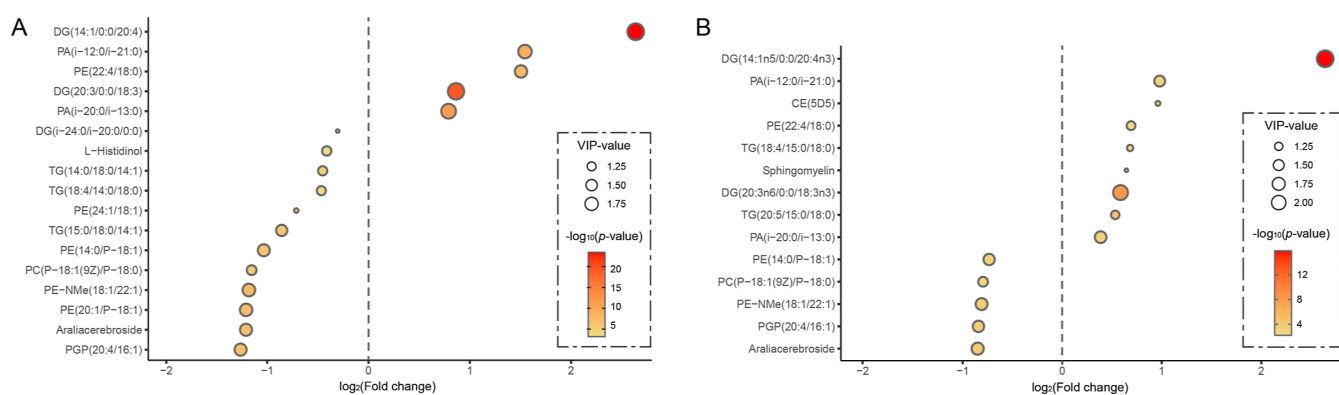 A
DG(14:1/0:0/20:4)
PA(i−12:0/i−21:0)
PE(22:4/18:0)
DG(20:3/0:0/18:3)
PA(i−20:0/i−13:0)
DG(i−24:0/i−20:0/0:0)
L−Histidinol
TG(14:0/18:0/14:1)
TG(18:4/14:0/18:0)
PE(24:1/18:1)
TG(15:0/18:0/14:1)
PE(14:0/P−18:1)
PC(P−18:1(9Z)/P−18:0)
PE−NMe(18:1/22:1)
PE(20:1/P−18:1)
Araliacerebroside
PGP(20:4/16:1)
−2 −1 0 1 2
log2(Fold change)
VIP-value
1.25
1.50
1.75
-log10(p-value)
20
15
10
5
B
DG(14:1n5/0:0/20:4n3)
PA(i−12:0/i−21:0)
CE(5D5)
PE(22:4/18:0)
TG(18:4/15:0/18:0)
Sphingomyelin
DG(20:3n6/0:0/18:3n3)
TG(20:5/15:0/18:0)
PA(i−20:0/i−13:0)
PE(14:0/P−18:1)
PC(P−18:1(9Z)/P−18:0)
PE−NMe(18:1/22:1)
PGP(20:4/16:1)
Araliacerebroside
−2 −1 0 1 2
log2(Fold change)
VIP-value
1.25
1.50
1.75
2.00
-log10(p-value)
12
8
4